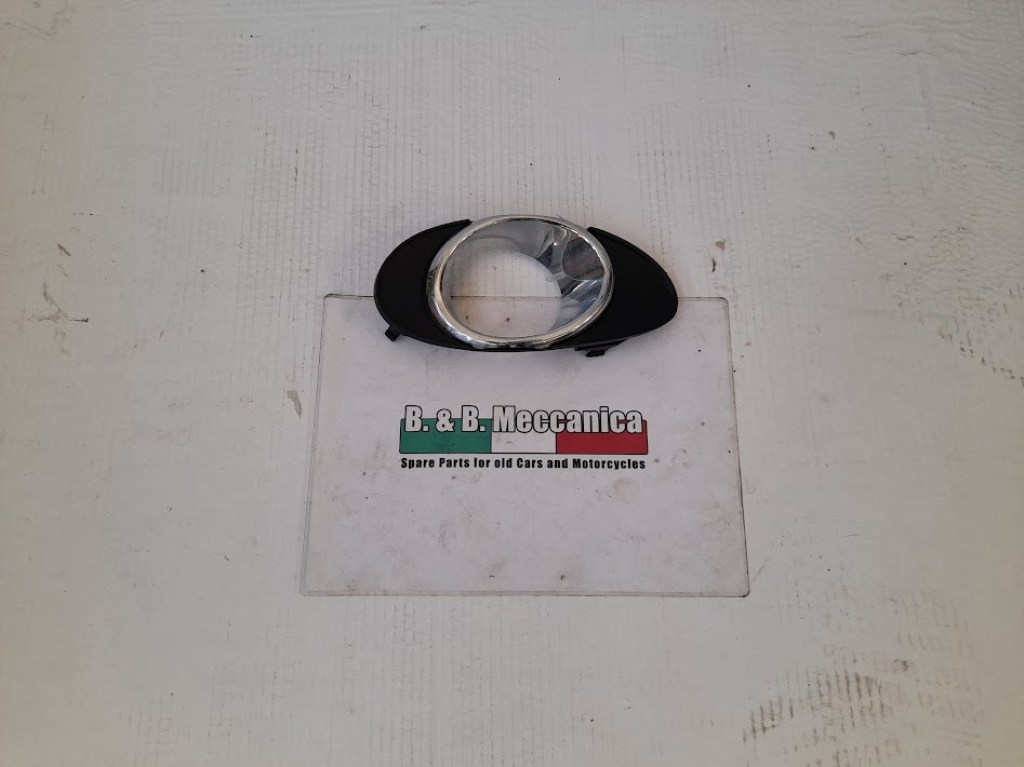 B. & B. Meccanica
Spare Parts for old Cars and Motorcycles